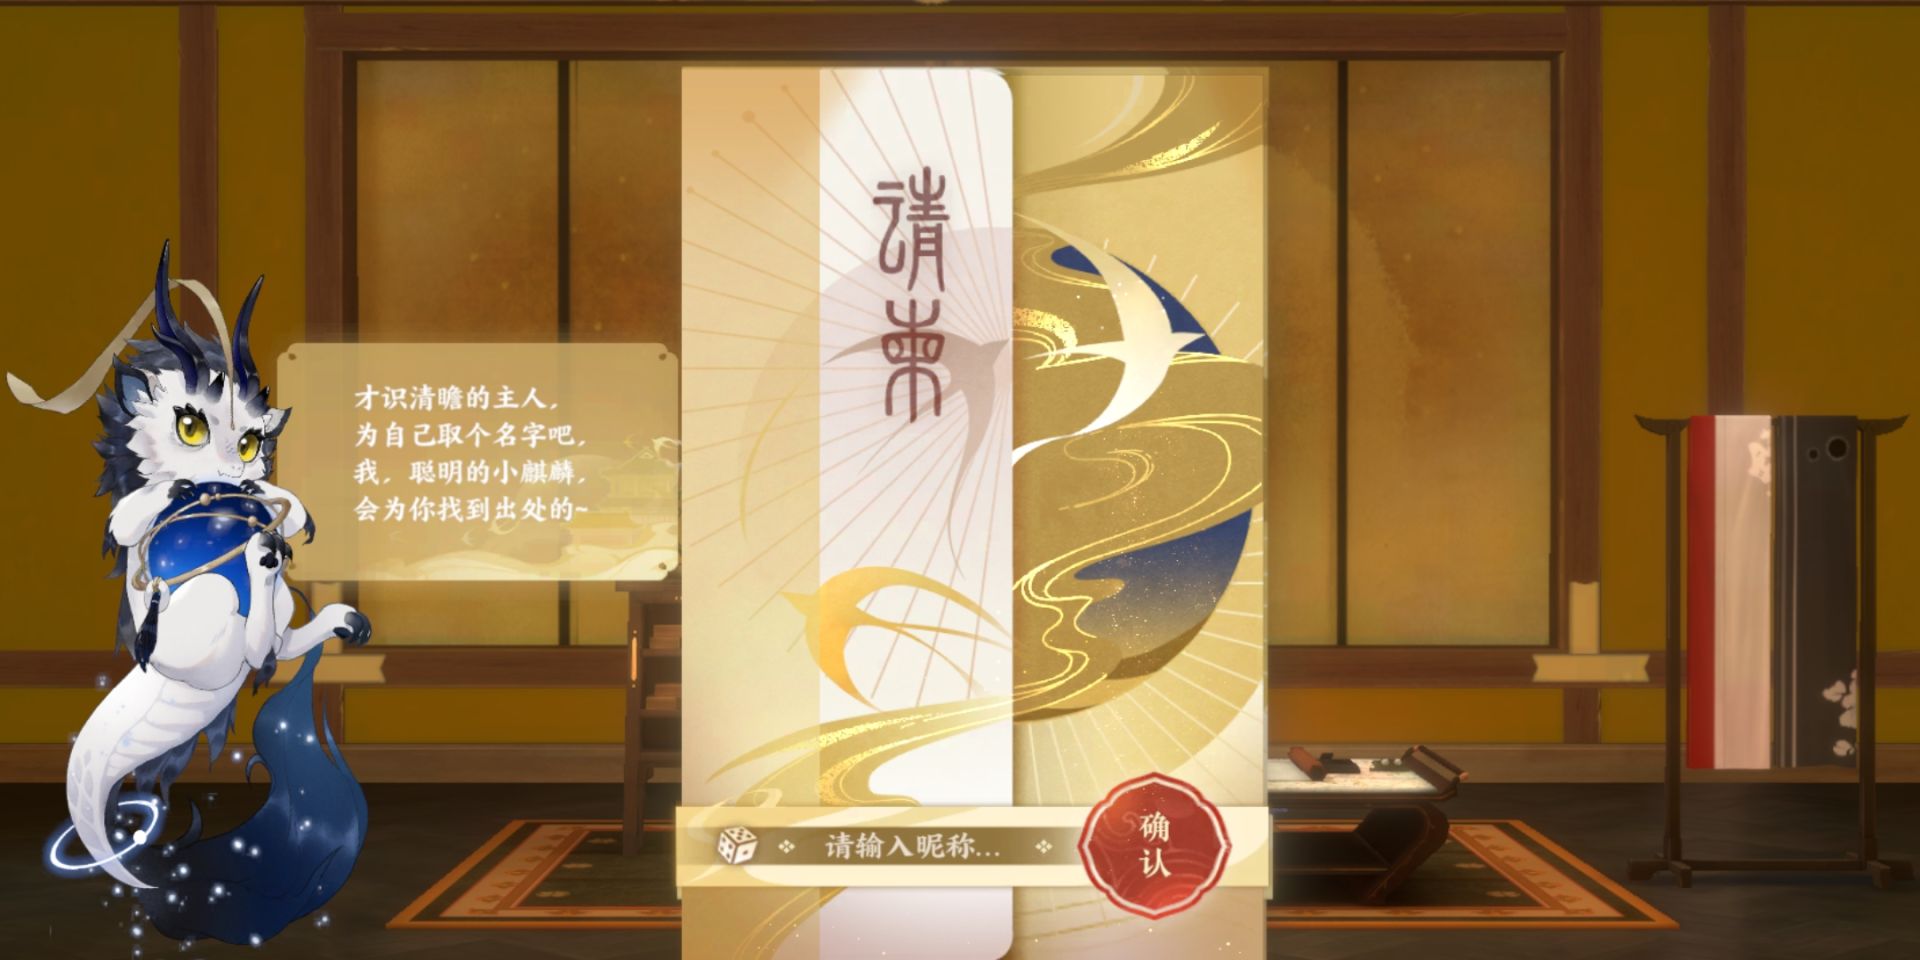 才识清瞻的主人,
为自己取个名字吧,
我,聪明的小麒麟,
会为你找到出处的~
请柬
请输入昵称...
确认